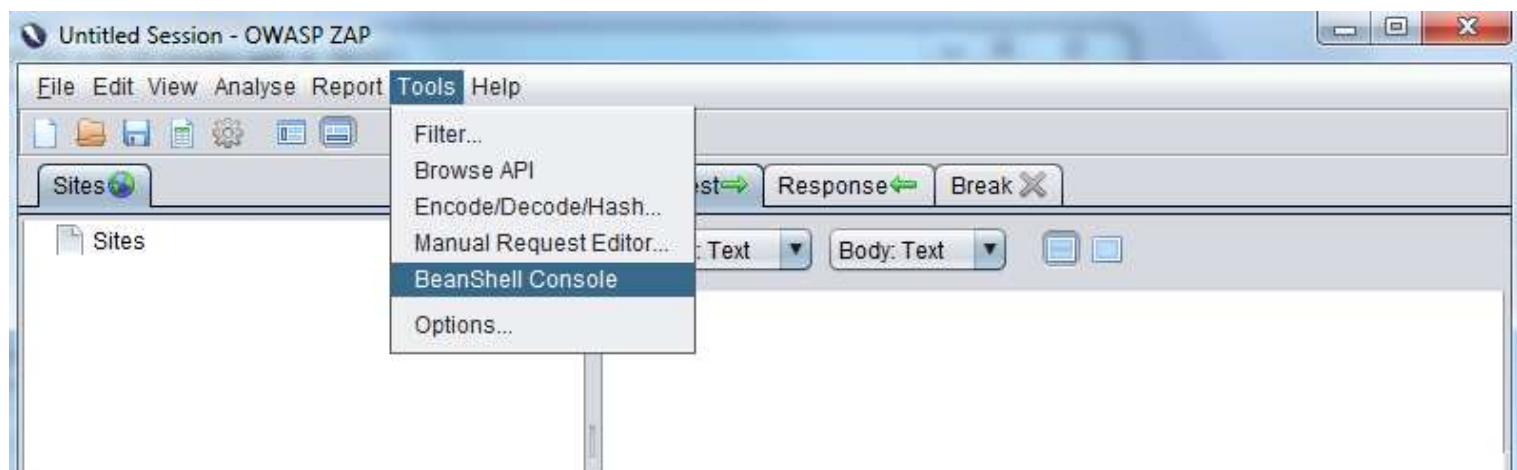 Untitled Session - OWASP ZAP
File Edit View Analyse Report Tools Help
Filter...
Browse API
Encode/Decode/Hash...
Manual Request Editor...
BeanShell Console
Options...
Sites
Response
Break
Sites
: Text
Body: Text